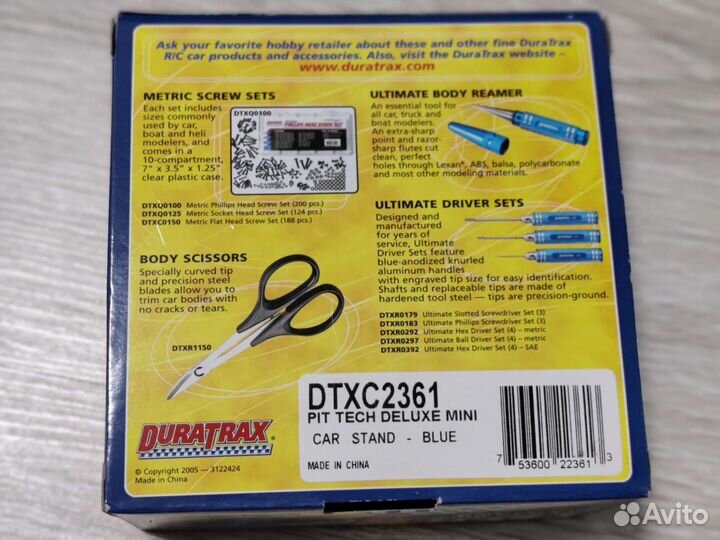 Ask your favorite hobby retailer about these and other fine DuraTrax
R/C car products and accessories. Also, visit the DuraTrax website –
www.duratrax.com
METRIC SCREW SETS
Each set includes
sizes commonly
used by car,
boat and heli
modelers, and
comes in a
10-compartment,
7" x 3.5" x 1.25"
clear plastic case.
DTXQ0100
PHILLIPS HEAD SCREW SET
DTXQ0100 Metric Phillips Head Screw Set (200 pcs.)
DTXQ0125 Metric Socket Head Screw Set (124 pcs.)
DTXC0150 Metric Flat Head Screw Set (188 pcs.)
BODY SCISSORS
Specially curved tip
and precision steel
blades allow you to
trim car bodies with
no cracks or tears.
DTXR1150
ULTIMATE BODY REAMER
An essential tool for
all car, truck and
boat modelers.
An extra-sharp
point and razor-
sharp flutes cut
clean, perfect
holes through Lexan®, ABS, balsa, polycarbonate
and most other modeling materials.
ULTIMATE DRIVER SETS
Designed and
manufactured
for years of
service, Ultimate
Driver Sets feature
blue-anodized knurled
aluminum handles
with engraved tip size for easy identification.
Shafts and replaceable tips are made of
hardened tool steel — tips are precision-ground.
DTXR0179 Ultimate Slotted Screwdriver Set (3)
DTXR0183 Ultimate Phillips Screwdriver Set (3)
DTXR0292 Ultimate Hex Driver Set (4) – metric
DTXR0297 Ultimate Ball Driver Set (4) – metric
DTXR0392 Ultimate Hex Driver Set (4) – SAE
DURATRAX®
© Copyright 2005 — 3122424
Made in China
DTXC2361
PIT TECH DELUXE MINI
CAR STAND - BLUE
MADE IN CHINA
7 53600 22361 3
Avito